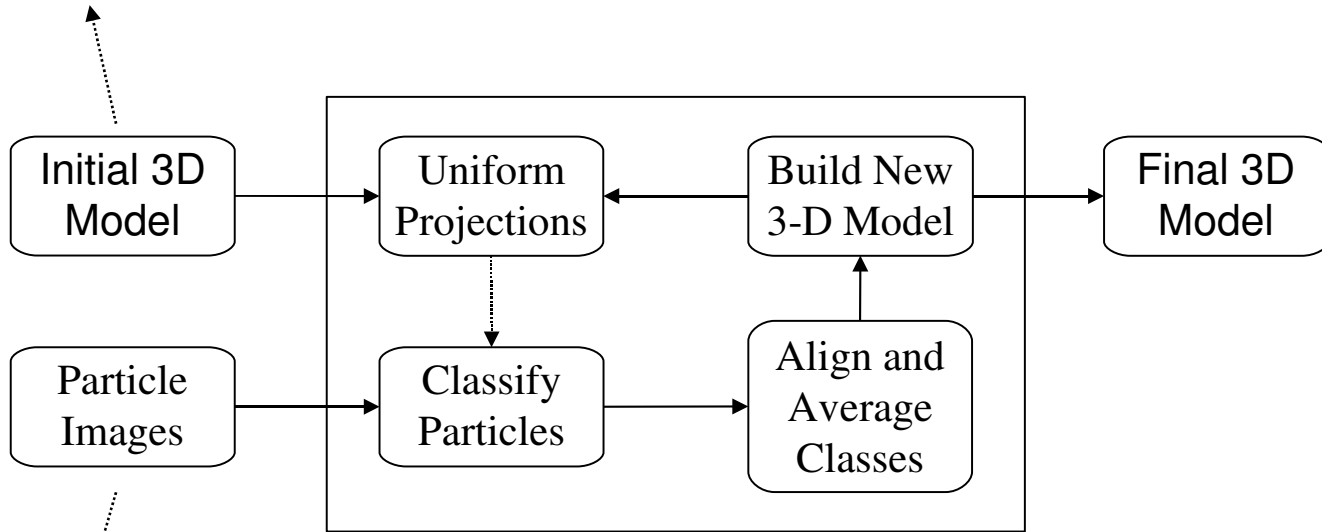 Initial 3D
Model
Uniform
Projections
Build New
3-D Model
Final 3D
Model
Particle
Images
Classify
Particles
Align and
Average
Classes